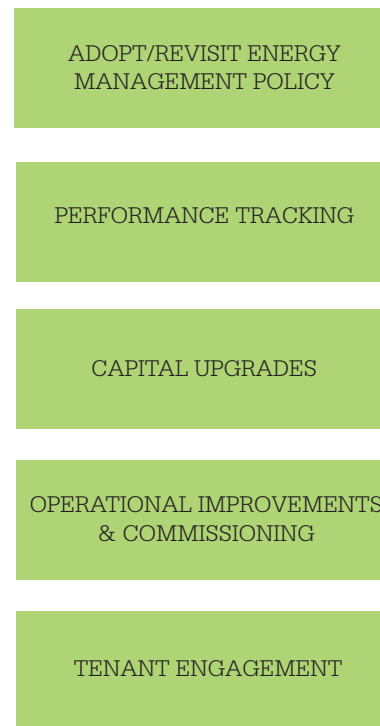 ADOPT/REVISIT ENERGY
MANAGEMENT POLICY
PERFORMANCE TRACKING
CAPITAL UPGRADES
OPERATIONAL IMPROVEMENTS
& COMMISSIONING
TENANT ENGAGEMENT